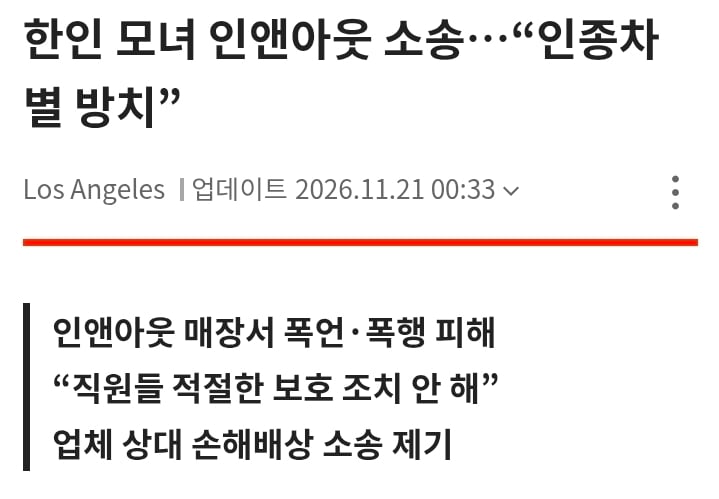 한인 모녀 인앤아웃 소송…“인종차
별 방치”
Los Angeles | 업데이트 2026.11.21 00:33
인앤아웃 매장서 폭언·폭행 피해
“직원들 적절한 보호 조치 안 해”
업체 상대 손해배상 소송 제기